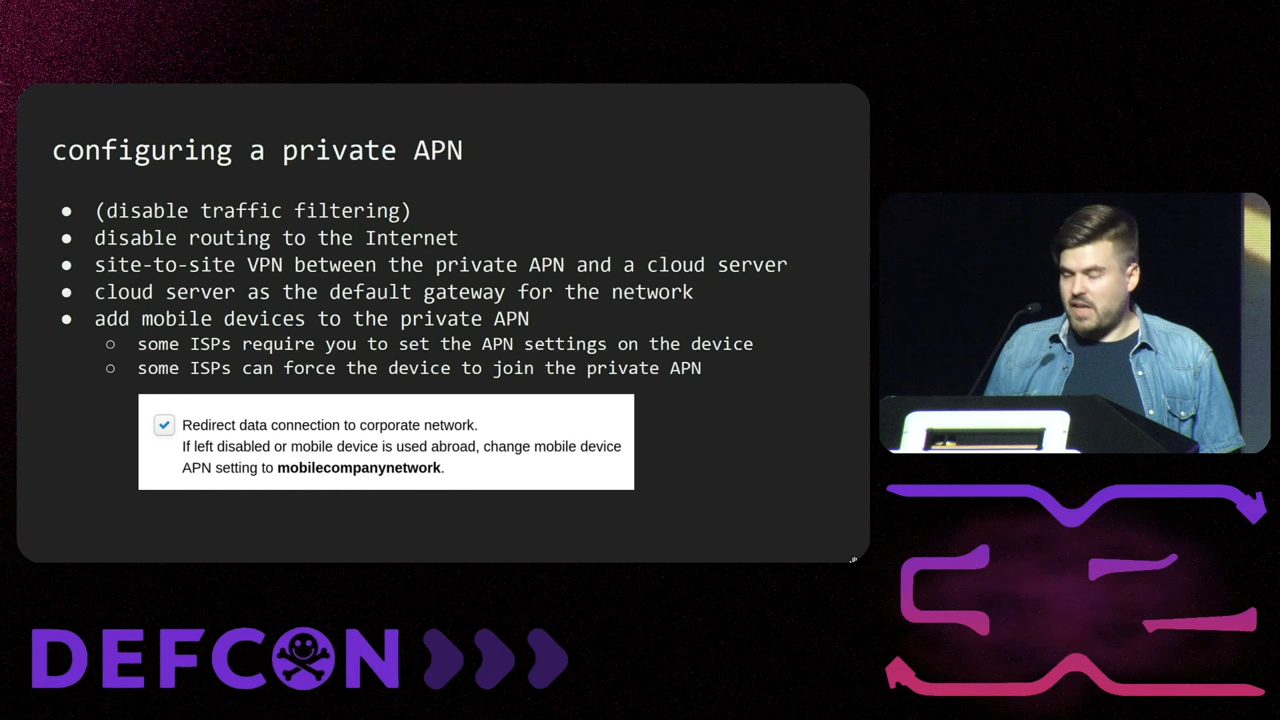 configuring a private APN
● (disable traffic filtering)
● disable routing to the Internet
● site-to-site VPN between the private APN and a cloud server
● cloud server as the default gateway for the network
● add mobile devices to the private APN
○ some ISPs require you to set the APN settings on the device
○ some ISPs can force the device to join the private APN
Redirect data connection to corporate network.
If left disabled or mobile device is used abroad, change mobile device
APN setting to mobilecompanynetwork.
DEFCON